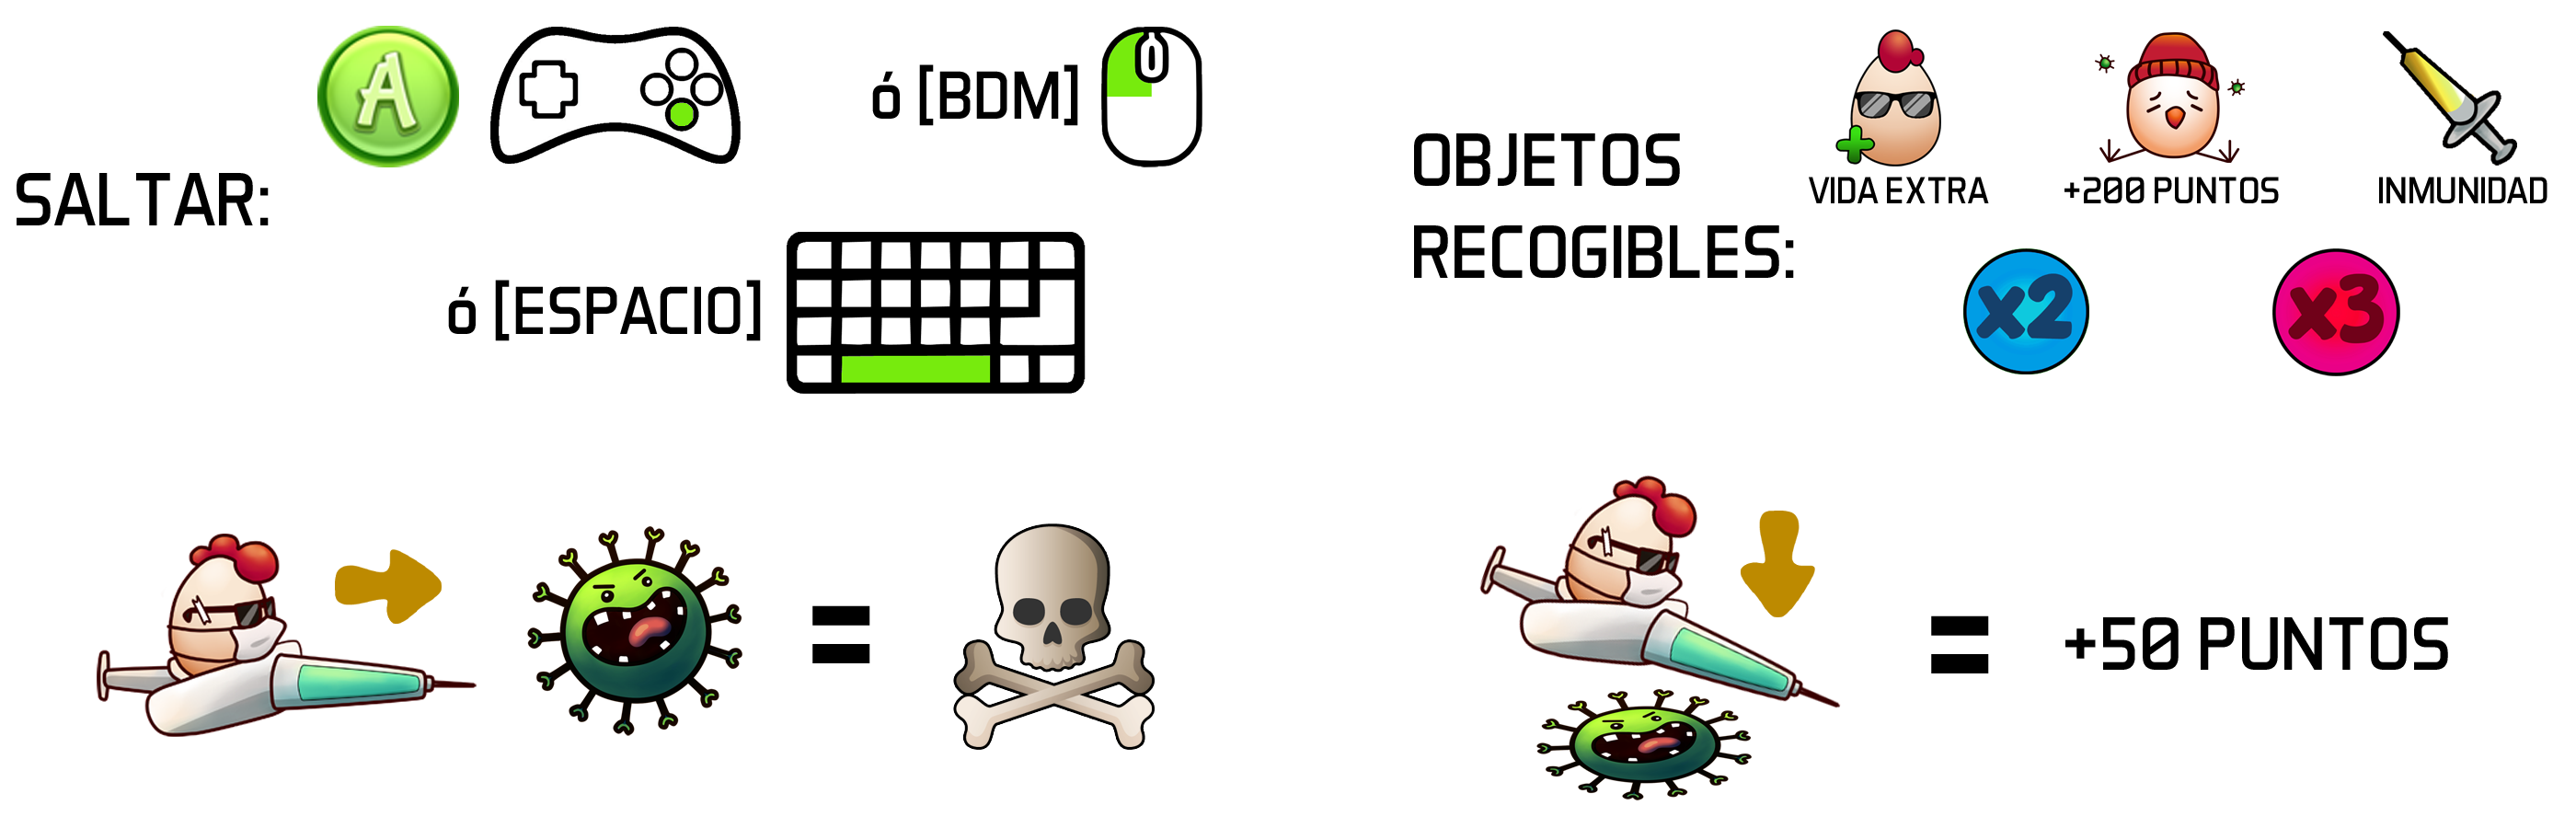 A
ó [BDM]
SALTAR:
ó [ESPACIO]
OBJETOS
RECOGIBLES:
VIDA EXTRA
+200 PUNTOS
INMUNIDAD
x2
x3
=
= +50 PUNTOS